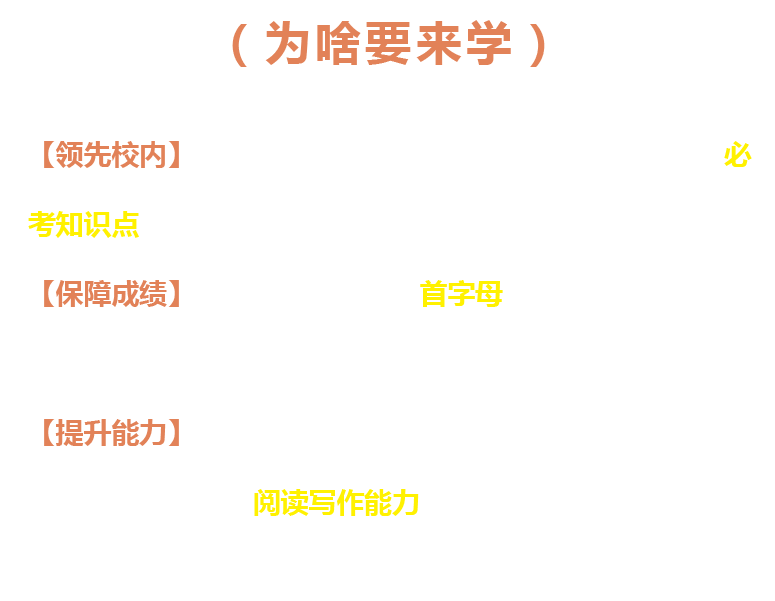 （为啥要来学）
【领先校内】 必
考知识点
【保障成绩】 首字母
【提升能力】
阅读写作能力